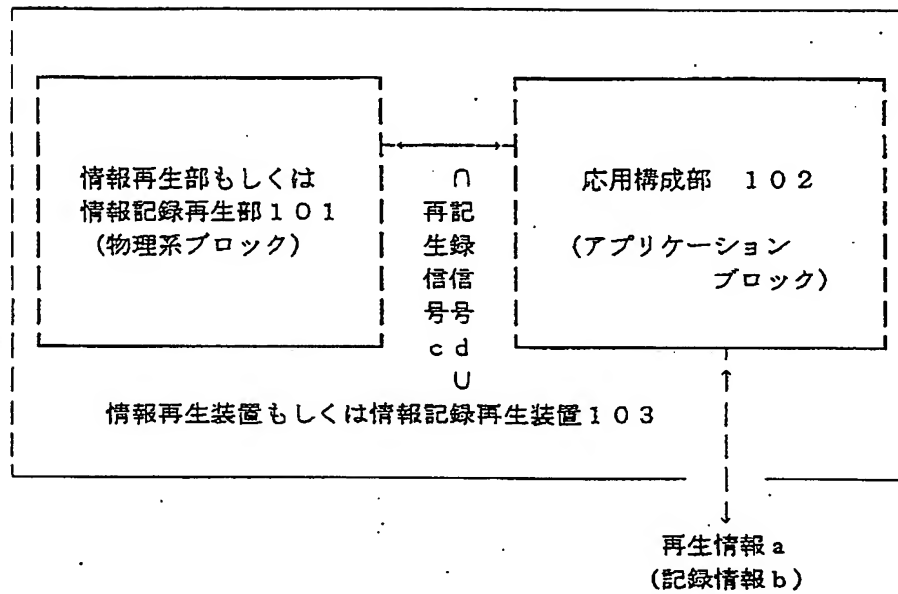 情報再生部もしくは
情報記録再生部101
(物理系ブロック)
(記録信号d)
再生信号c
応用構成部 102
(アプリケーション
ブロック)
情報再生装置もしくは情報記録再生装置103
再生情報a
(記録情報b)